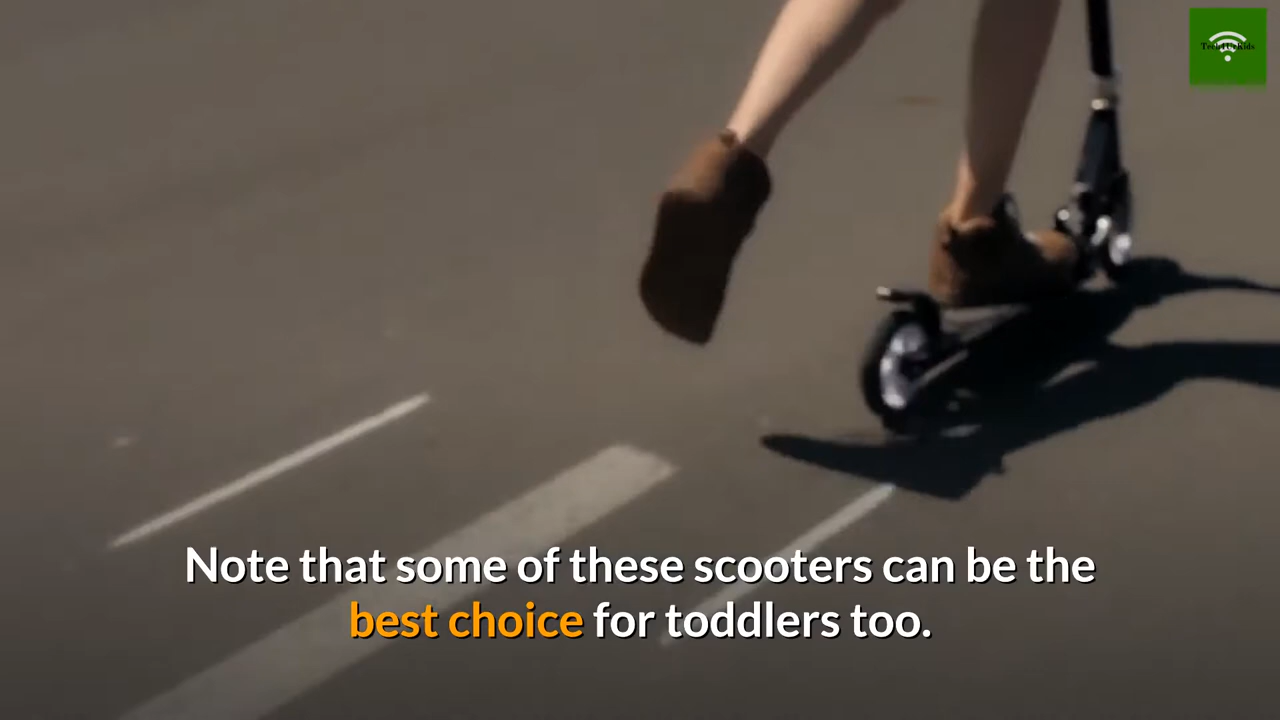 Note that some of these scooters can be the
best choice for toddlers too.